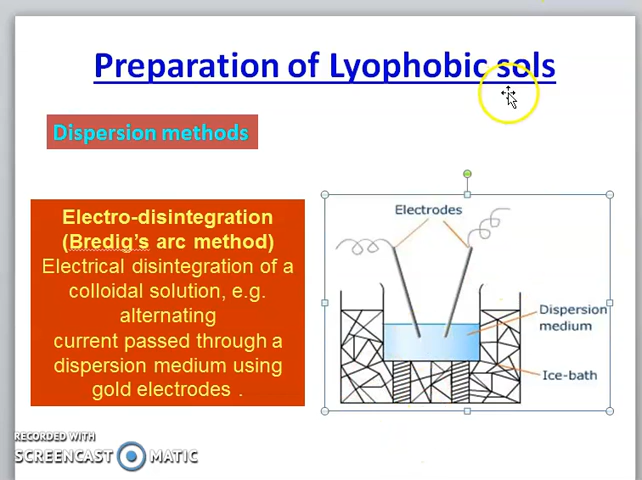 Preparation of Lyophobic sols
Dispersion methods
Electro-disintegration
(Bredig's arc method)
Electrical disintegration of a
colloidal solution, e.g.
alternating
current passed through a
dispersion medium using
gold electrodes .
Electrodes
Dispersion
medium
Ice-bath
RECORDED WITH
SCREENCAST MATIC